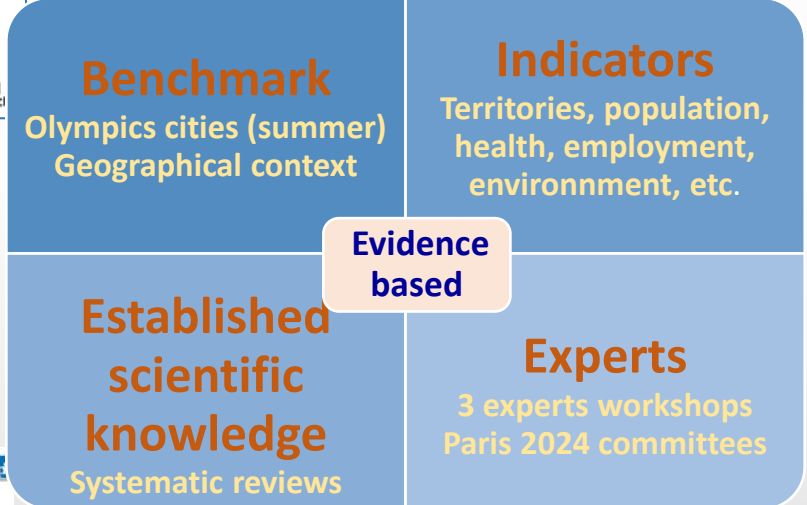 Benchmark
Olympics cities (summer)
Geographical context
Indicators
Territories, population,
health, employment,
environnment, etc.
Evidence
based
Established
scientific
knowledge
Systematic reviews
Experts
3 experts workshops
Paris 2024 committees